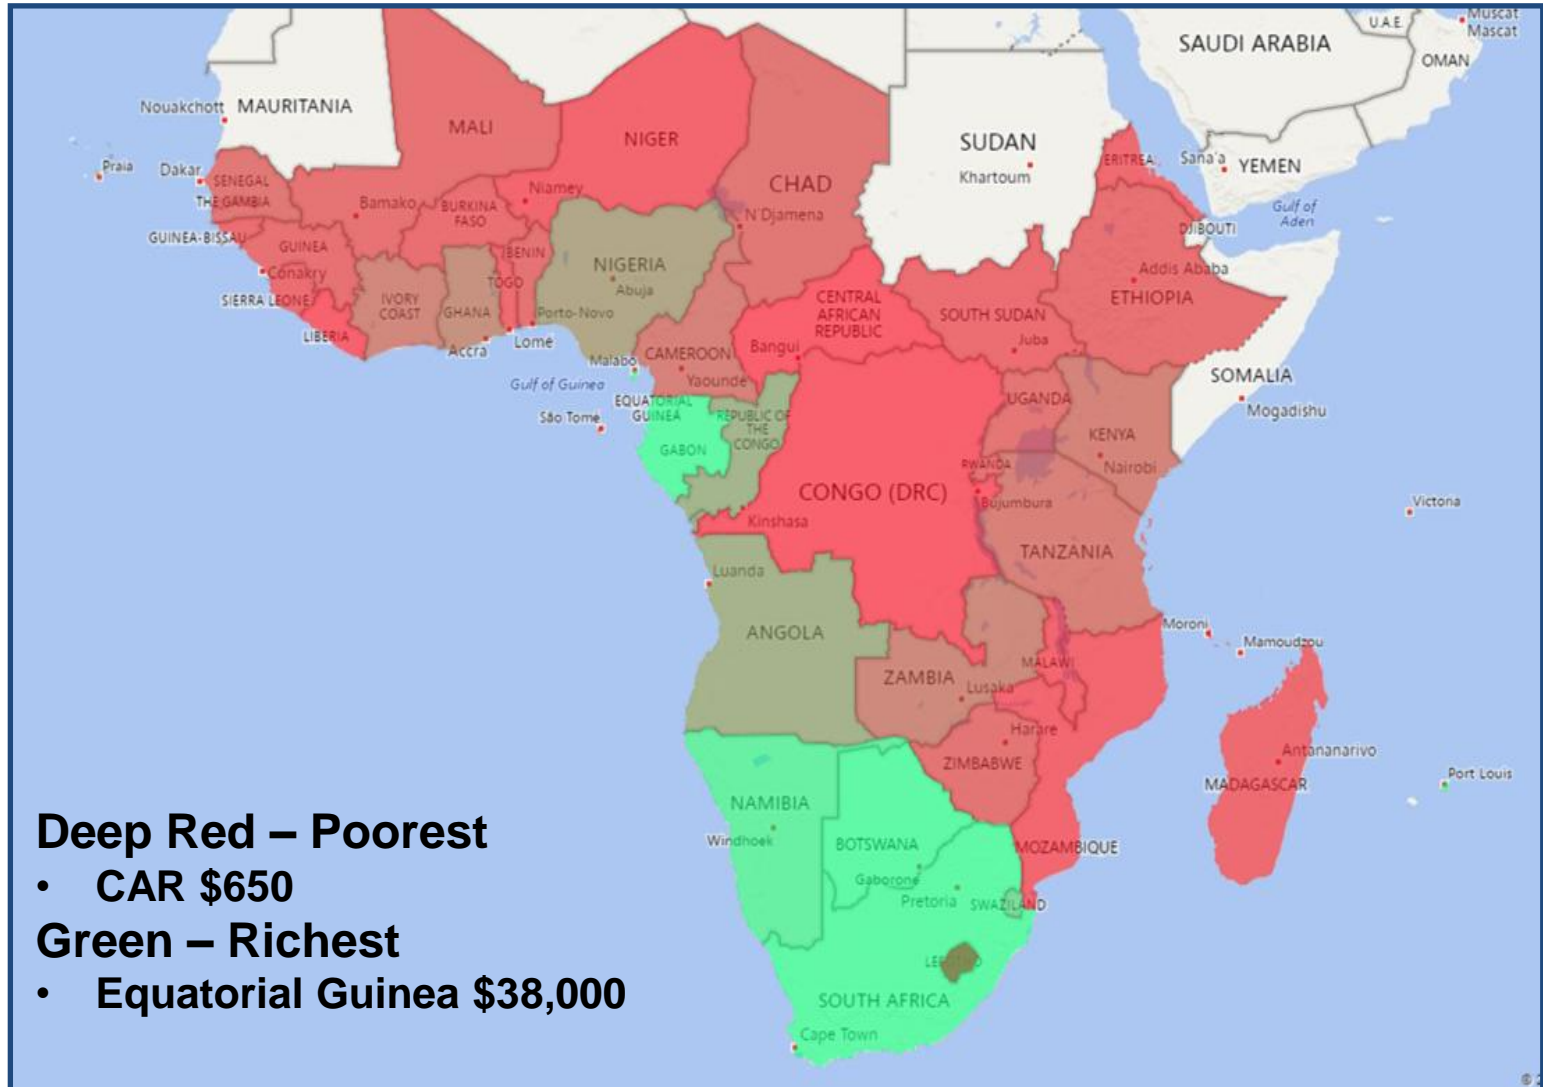 Muscat
Mascat
U.A.E.
SAUDI ARABIA
OMAN
Nouakchott
MAURITANIA
MALI
NIGER
SUDAN
Khartoum
ERITREA
Sana'a
YEMEN
Praia
Dakar
SENEGAL
THE GAMBIA
Bamako
BURKINA
FASO
Niamey
CHAD
N'Djamena
Gulf of
Aden
DJIBOUTI
GUINEA-BISSAU
GUINEA
Conakry
SIERRA LEONE
LIBERIA
IVORY
COAST
GHANA
TOGO
BENIN
NIGERIA
Abuja
Porto-Novo
Accra
Lomé
CENTRAL
AFRICAN
REPUBLIC
Bangui
SOUTH SUDAN
Juba
Addis Ababa
ETHIOPIA
Malabo
CAMEROON
Yaoundé
Gulf of Guinea
EQUATORIAL
GUINEA
São Tomé
GABON
REPUBLIC OF
THE
CONGO
UGANDA
KENYA
Nairobi
SOMALIA
Mogadishu
RWANDA
Bujumbura
CONGO (DRC)
Kinshasa
TANZANIA
Victoria
Luanda
ANGOLA
ZAMBIA
Lusaka
MALAWI
Moroni
Mamoudzou
Harare
ZIMBABWE
Antananarivo
MADAGASCAR
Port Louis
NAMIBIA
Windhoek
BOTSWANA
Gaborone
Pretoria
SWAZILAND
MOZAMBIQUE
SOUTH AFRICA
Cape Town
Deep Red – Poorest
• CAR $650
Green – Richest
• Equatorial Guinea $38,000